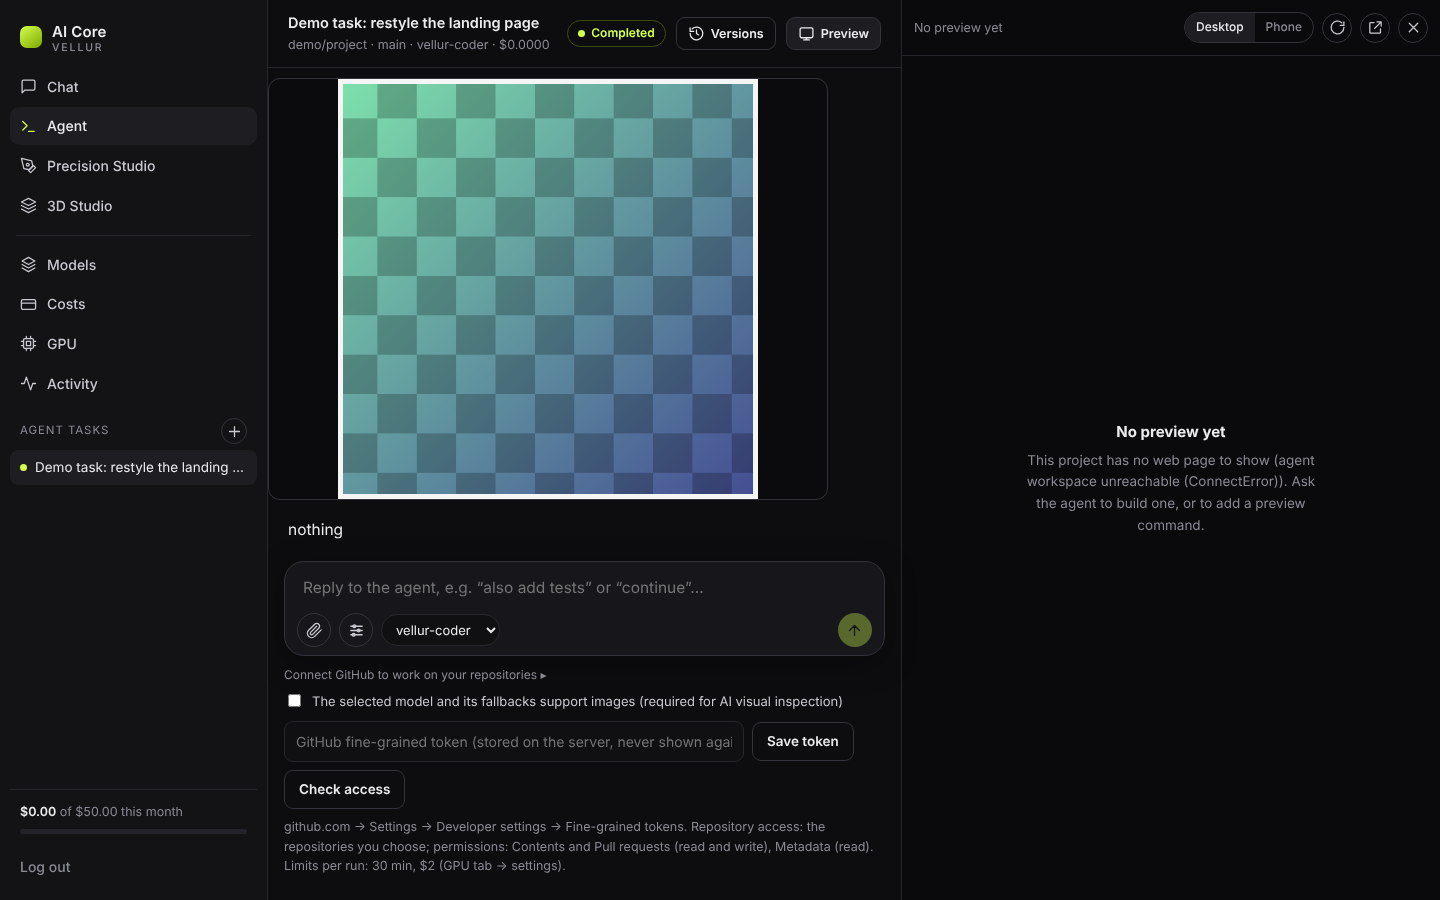 AI Core
VELLUR
Chat
Agent
Precision Studio
3D Studio
Models
Costs
GPU
Activity
AGENT TASKS
Demo task: restyle the landing ...
$0.00 of $50.00 this month
Log out
Demo task: restyle the landing page
demo/project · main · vellur-coder · $0.0000
Completed
Versions
Preview
nothing
Reply to the agent, e.g. “also add tests” or “continue”...
vellur-coder
Connect GitHub to work on your repositories ▸
The selected model and its fallbacks support images (required for AI visual inspection)
GitHub fine-grained token (stored on the server, never shown agai
Save token
Check access
github.com → Settings → Developer settings → Fine-grained tokens. Repository access: the
repositories you choose; permissions: Contents and Pull requests (read and write), Metadata (read).
Limits per run: 30 min, $2 (GPU tab → settings).
No preview yet
Desktop
Phone
No preview yet
This project has no web page to show (agent
workspace unreachable (ConnectError)). Ask
the agent to build one, or to add a preview
command.